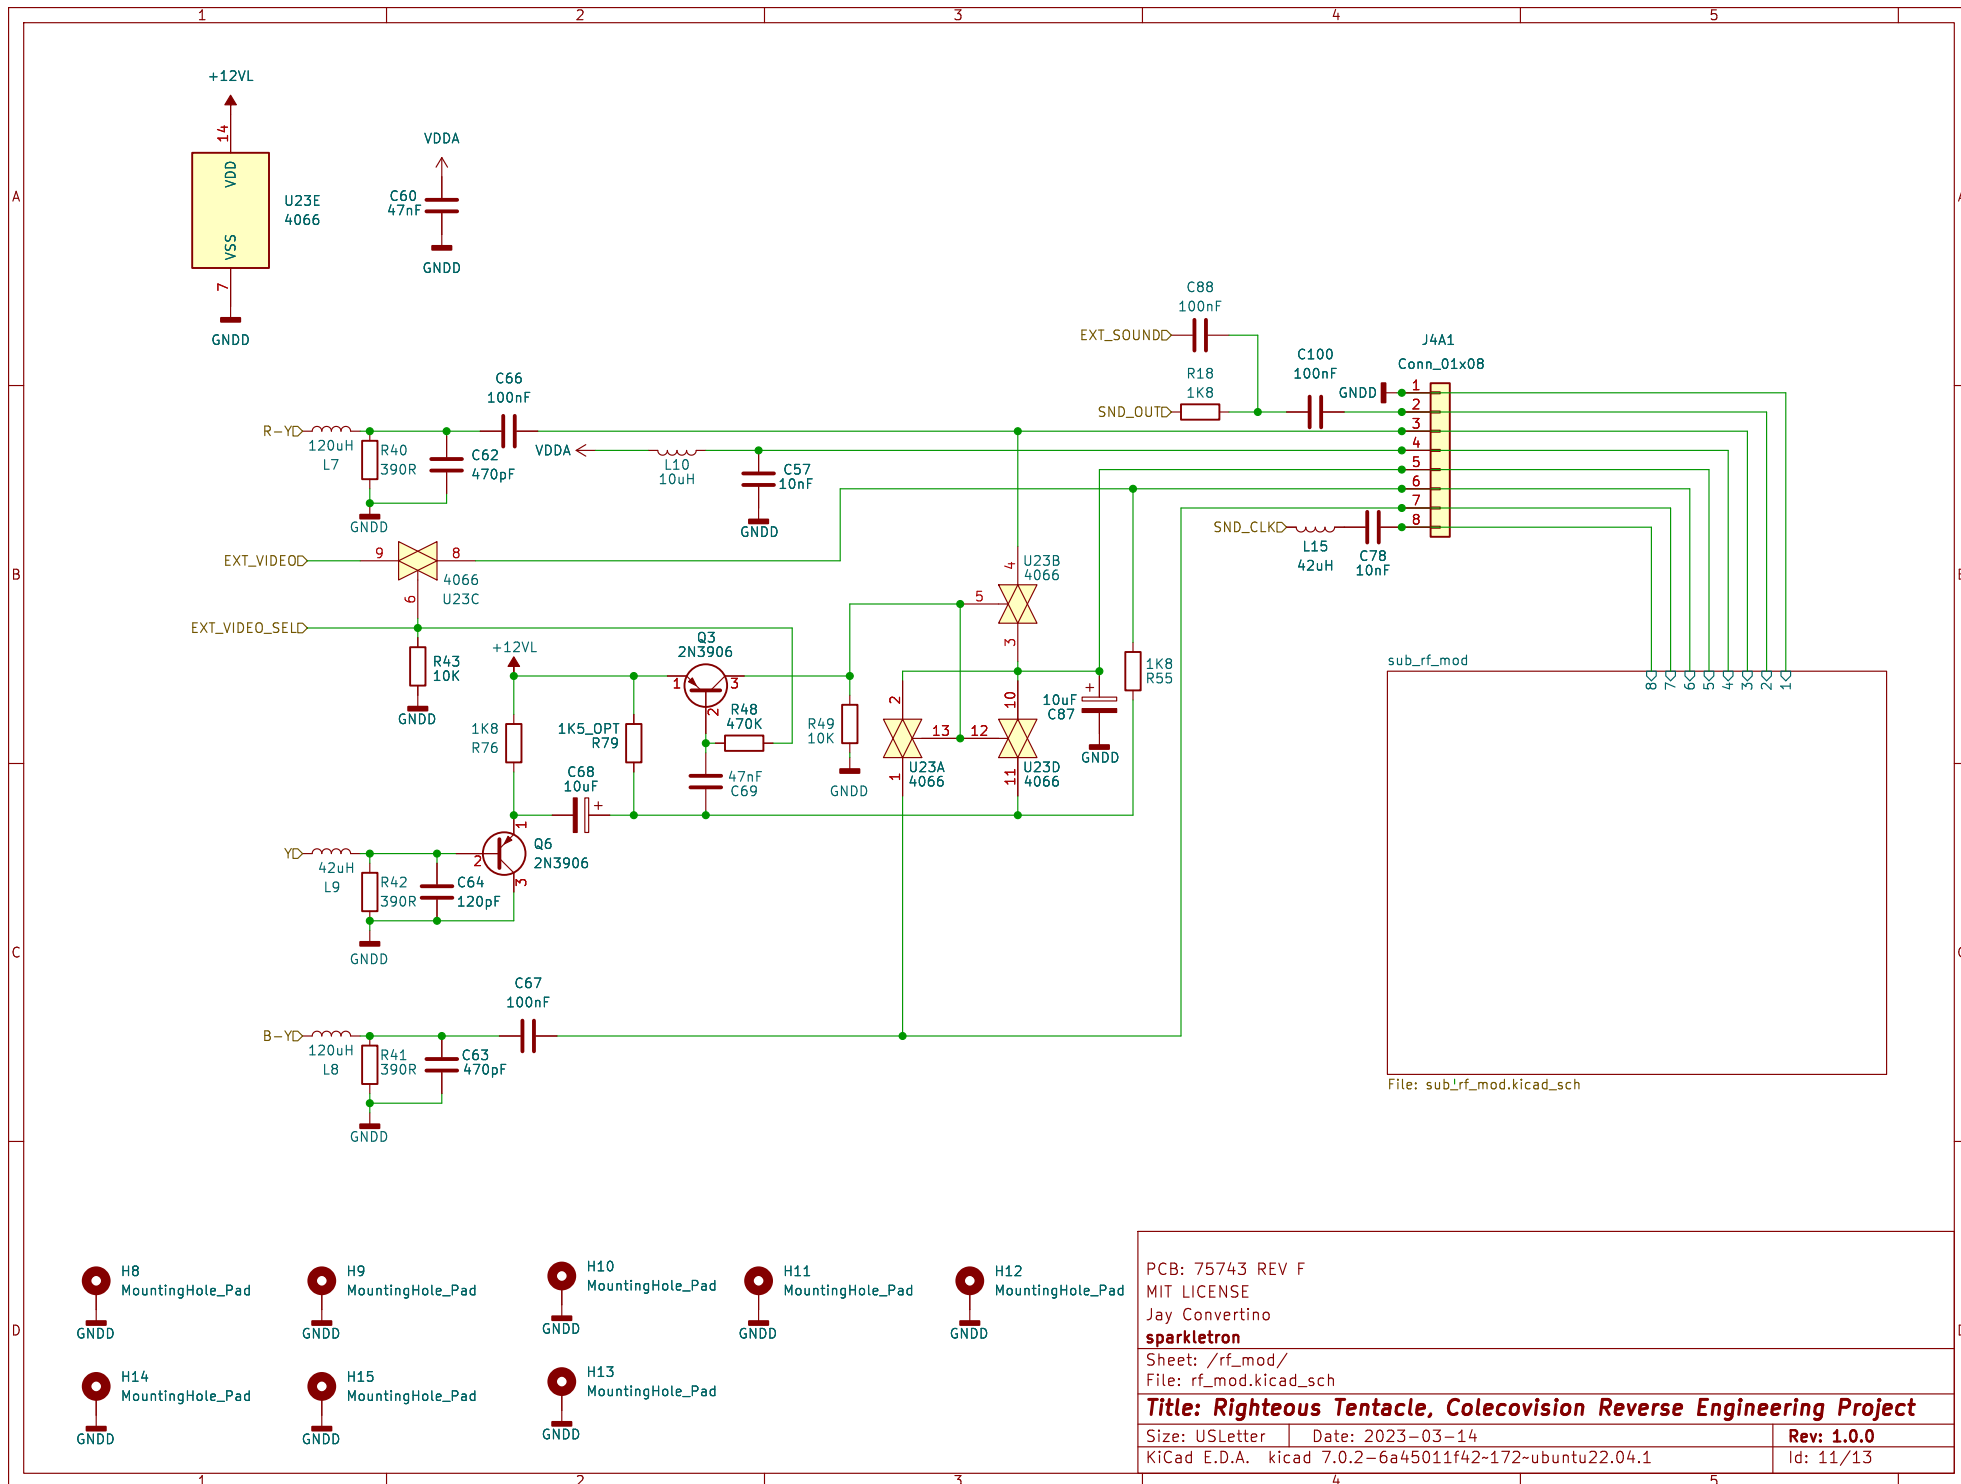 1 2 3 4 5
A
B
C
D
+12VL
14
VDD
VSS
7
GNDD
U23E
4066
VDDA
C60
47nF
GNDD
C88
100nF
EXT_SOUND
C100
100nF
R18
1K8
SND_OUT
J4A1
Conn_01x08
GNDD
1
2
3
4
5
6
7
8
C66
100nF
R-Y
120uH
L7
R40
390R
C62
470pF
GNDD
VDDA
L10
10uH
C57
10nF
GNDD
SND_CLK
L15
42uH
C78
10nF
EXT_VIDEO
9
8
6
4066
U23C
EXT_VIDEO_SEL
R43
10K
GNDD
+12VL
Q3
2N3906
1
3
2
R48
470K
1K8
R76
1K5_OPT
R79
C68
10uF
+
47nF
C69
R49
10K
GNDD
U23B
4066
4
5
3
2
13
1
U23A
4066
10
12
11
U23D
4066
10uF
C87
+
GNDD
1K8
R55
sub_rf_mod
8 7 6 5 4 3 2 1
File: sub_rf_mod.kicad_sch
Y
42uH
L9
R42
390R
C64
120pF
GNDD
1
2
3
Q6
2N3906
C67
100nF
B-Y
120uH
L8
R41
390R
C63
470pF
GNDD
H8
MountingHole_Pad
GNDD
H9
MountingHole_Pad
GNDD
H10
MountingHole_Pad
GNDD
H11
MountingHole_Pad
GNDD
H12
MountingHole_Pad
GNDD
H14
MountingHole_Pad
GNDD
H15
MountingHole_Pad
GNDD
H13
MountingHole_Pad
GNDD
PCB: 75743 REV F
MIT LICENSE
Jay Convertino
sparkletron
Sheet: /rf_mod/
File: rf_mod.kicad_sch
Title: Righteous Tentacle, Colecovision Reverse Engineering Project
Size: USLetter Date: 2023-03-14 Rev: 1.0.0
KiCad E.D.A. kicad 7.0.2-6a45011f42~172~ubuntu22.04.1 Id: 11/13
1 2 3 4 5